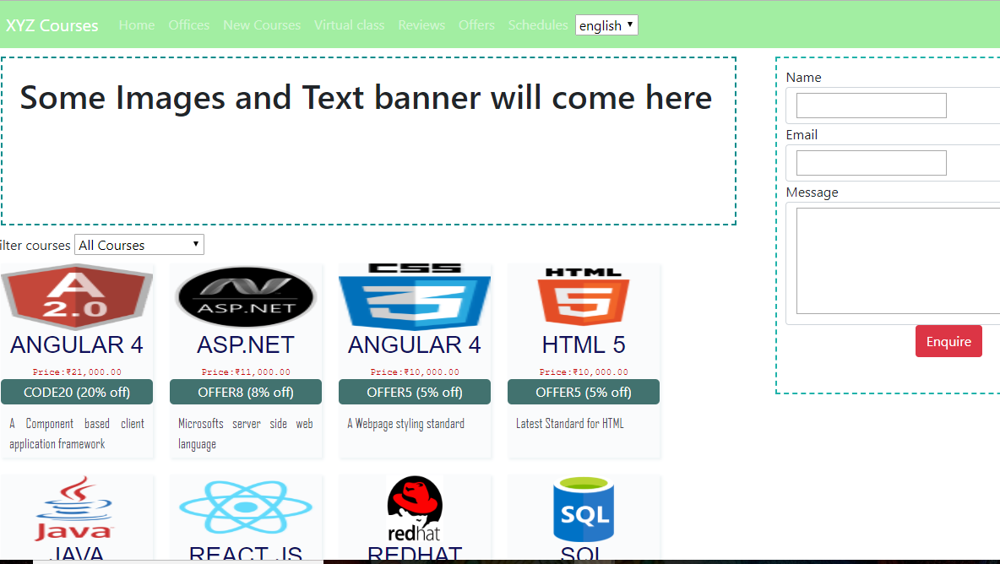 XYZ Courses Home Offices New Courses Virtual class Reviews Offers Schedules english
Some Images and Text banner will come here
Name
Email
Message
Enquire
ilter courses All Courses
A 2.0
ANGULAR 4
Price:₹21,000.00
CODE20 (20% off)
A Component based client
application framework
ASP.NET
ASP.NET
Price:₹11,000.00
OFFER8 (8% off)
Microsofts server side web
language
CSS 3
ANGULAR 4
Price:₹10,000.00
OFFER5 (5% off)
A Webpage styling standard
HTML 5
HTML 5
Price:₹10,000.00
OFFER5 (5% off)
Latest Standard for HTML
Java
JAVA
REACT JS
redhat
REDHAT
SQL
SQL